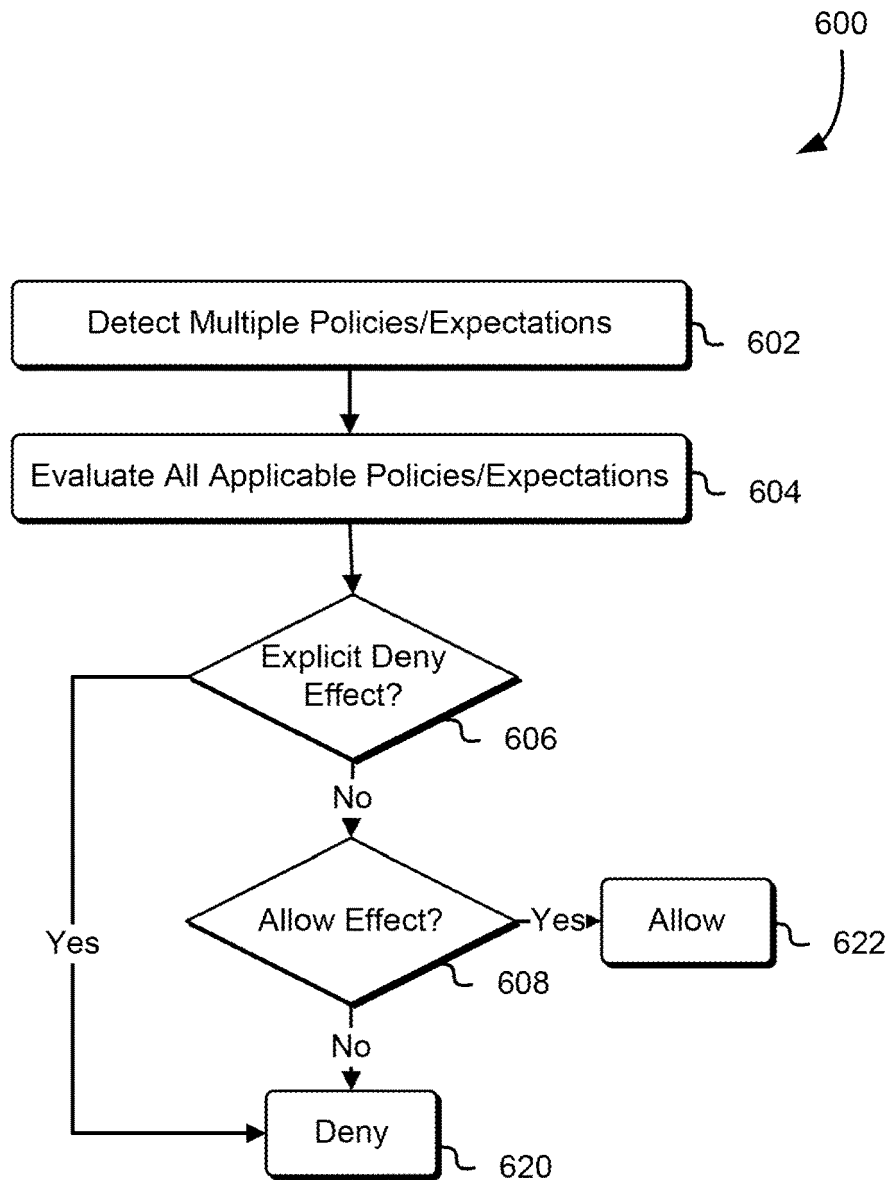 600
Detect Multiple Policies/Expectations
602
Evaluate All Applicable Policies/Expectations
604
Explicit Deny
Effect?
606
No
Allow Effect?
Yes
Allow
622
Yes
608
No
Deny
620